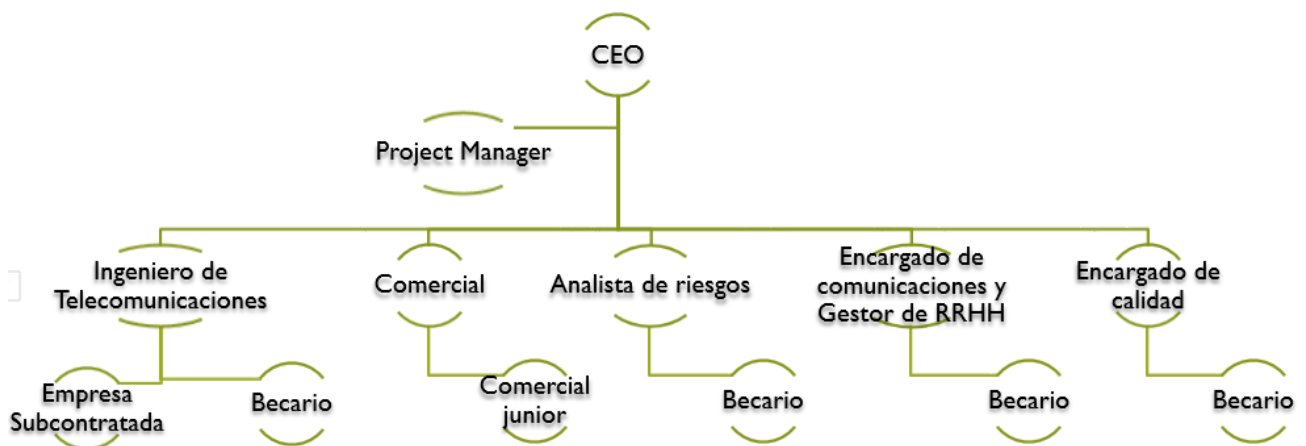 CEO
Project Manager
Ingeniero de
Telecomunicaciones
Comercial
Analista de riesgos
Encargado de
comunicaciones y
Gestor de RRHH
Encargado de
calidad
Empresa
Subcontratada
Becario
Comercial
junior
Becario
Becario
Becario